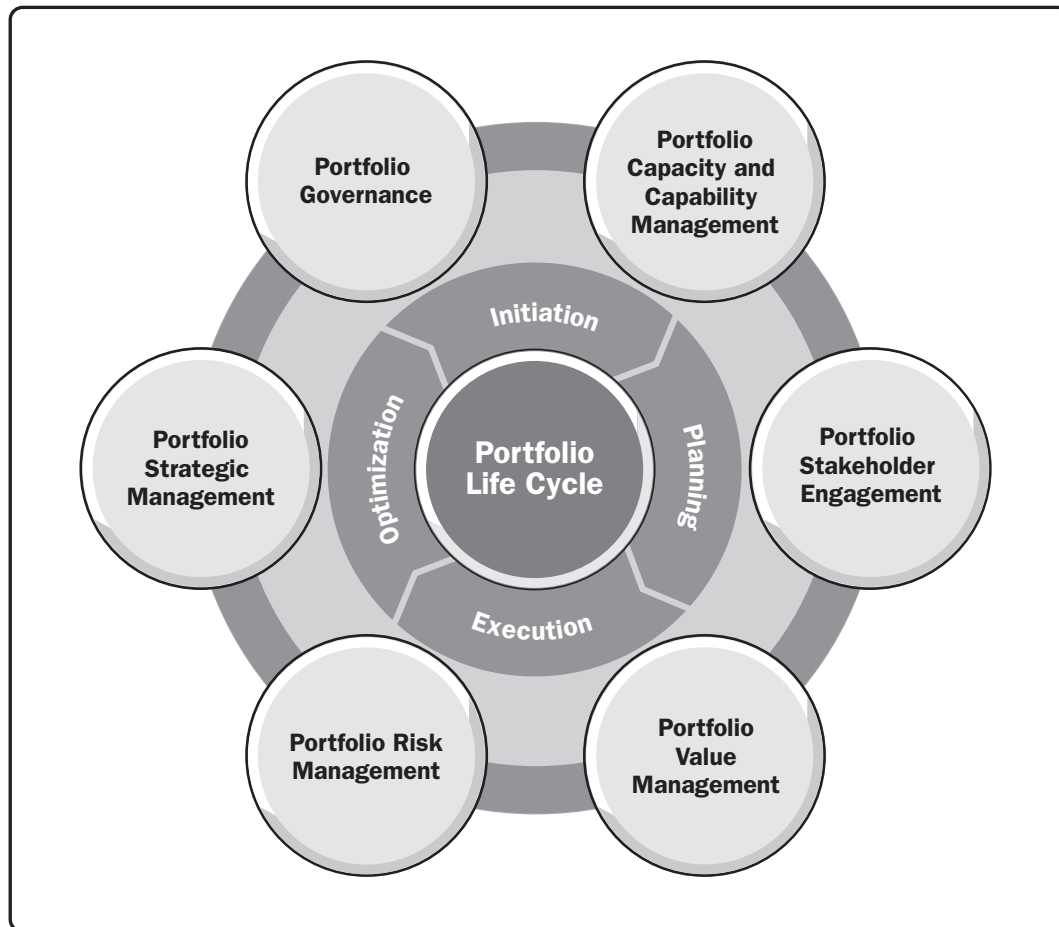 Portfolio
Governance
Portfolio
Capacity and
Capability
Management
Initiation
Portfolio
Strategic
Management
Optimization
Portfolio
Life Cycle
Planning
Portfolio
Stakeholder
Engagement
Execution
Portfolio Risk
Management
Portfolio
Value
Management